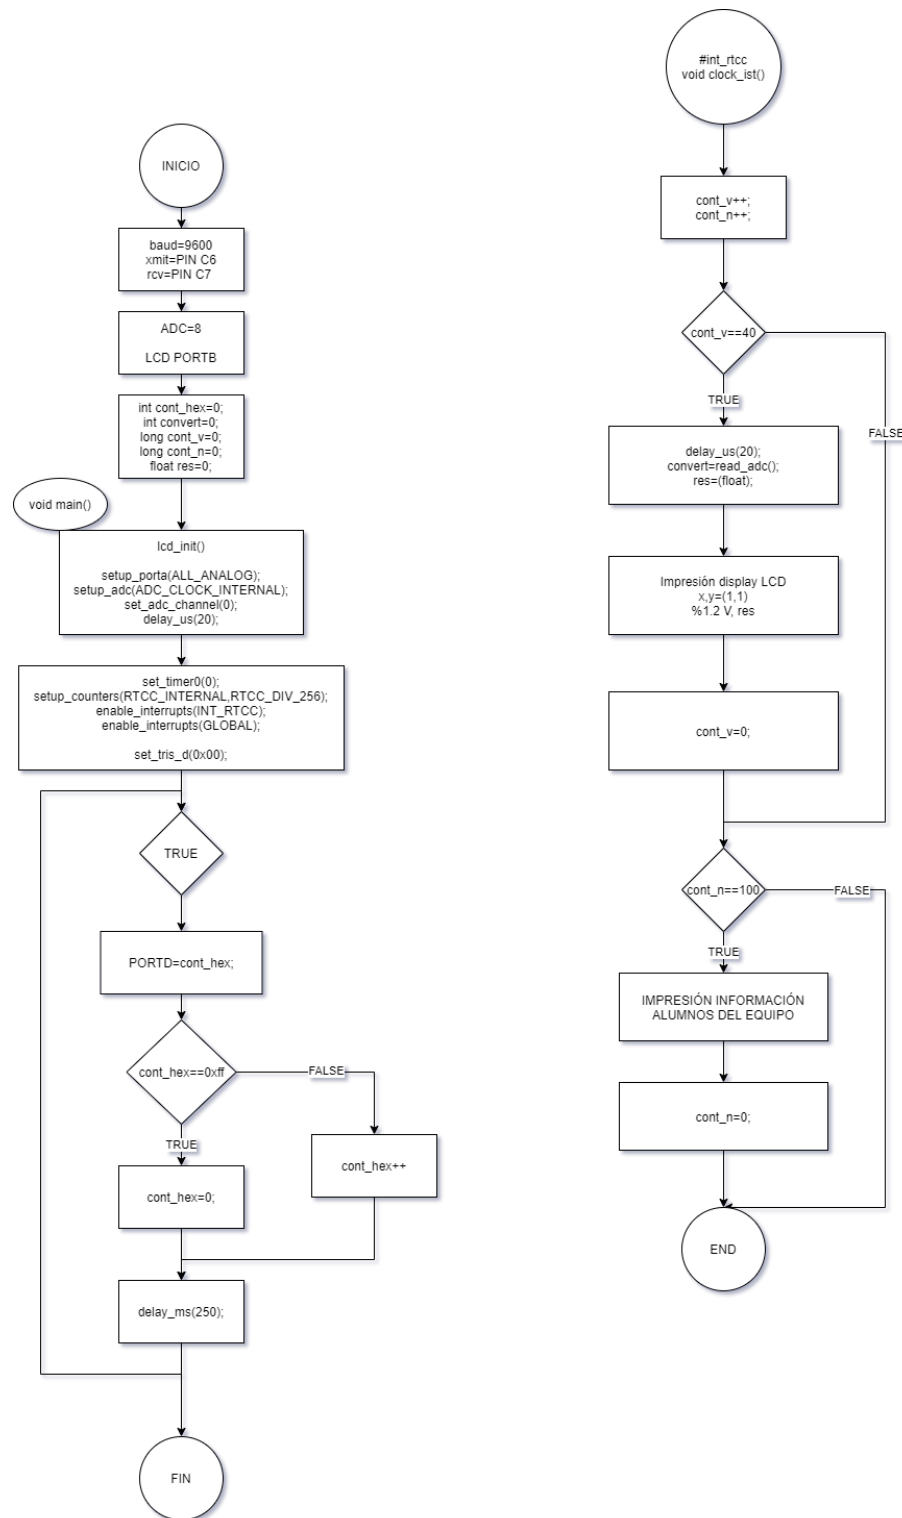 INICIO
baud=9600
xmit=PIN C6
rcv=PIN C7
ADC=8
LCD PORTB
int cont_hex=0;
int convert=0;
long cont_v=0;
long cont_n=0;
float res=0;
void main()
lcd_init()
setup_porta(ALL_ANALOG);
setup_adc(ADC_CLOCK_INTERNAL);
set_adc_channel(0);
delay_us(20);
set_timer0(0);
setup_counters(RTCC_INTERNAL,RTCC_DIV_256);
enable_interrupts(INT_RTCC);
enable_interrupts(GLOBAL);
set_tris_d(0x00);
TRUE
PORTD=cont_hex;
cont_hex==0xff
FALSE
TRUE
cont_hex++
cont_hex=0;
delay_ms(250);
FIN
#int_rtcc
void clock_ist()
cont_v++;
cont_n++;
cont_v==40
TRUE
FALSE
delay_us(20);
convert=read_adc();
res=(float);
Impresión display LCD
x,y=(1,1)
%1.2 V, res
cont_v=0;
cont_n==100
FALSE
TRUE
IMPRESIÓN INFORMACIÓN
ALUMNOS DEL EQUIPO
cont_n=0;
END